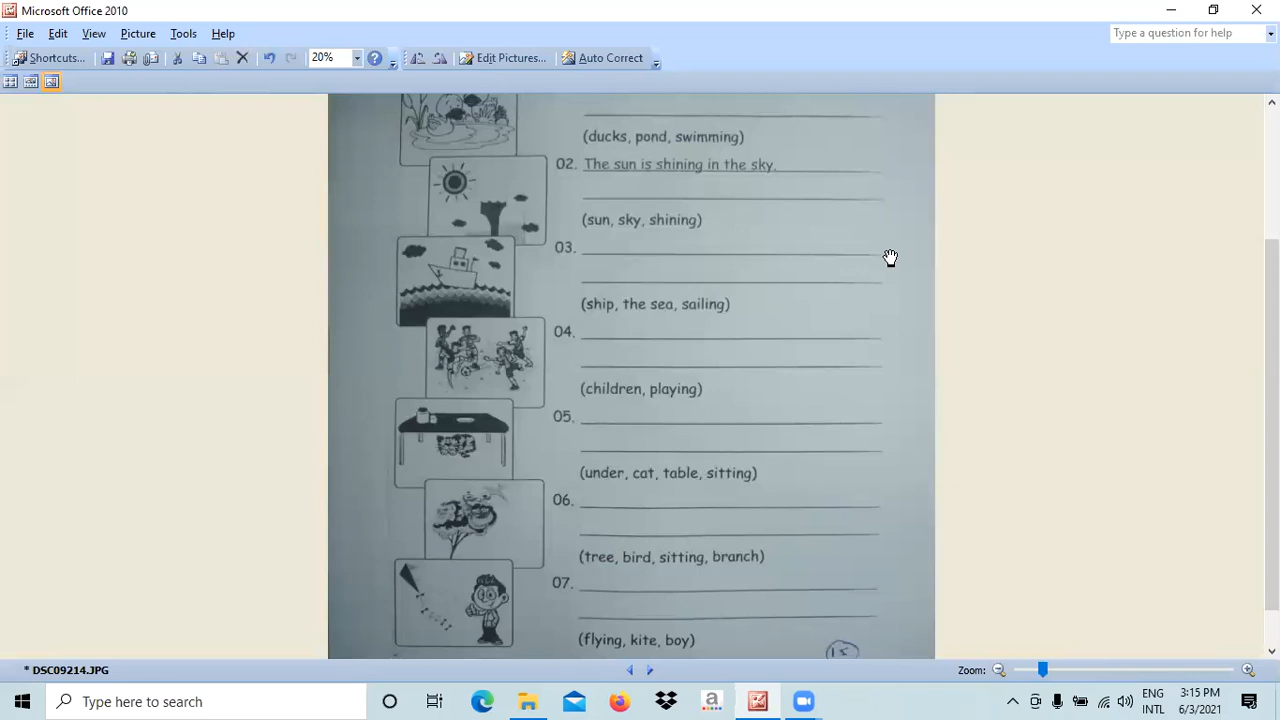 Microsoft Office 2010
File Edit View Picture Tools Help
Type a question for help
Shortcuts... 20% Edit Pictures... Auto Correct
(ducks, pond, swimming)
02. The sun is shining in the sky.
(sun, sky, shining)
03.
(ship, the sea, sailing)
04.
(children, playing)
05.
(under, cat, table, sitting)
06.
(tree, bird, sitting, branch)
07.
(flying, kite, boy)
15
* DSC09214.JPG Zoom:
Type here to search
a
ENG 3:15 PM
INTL 6/3/2021